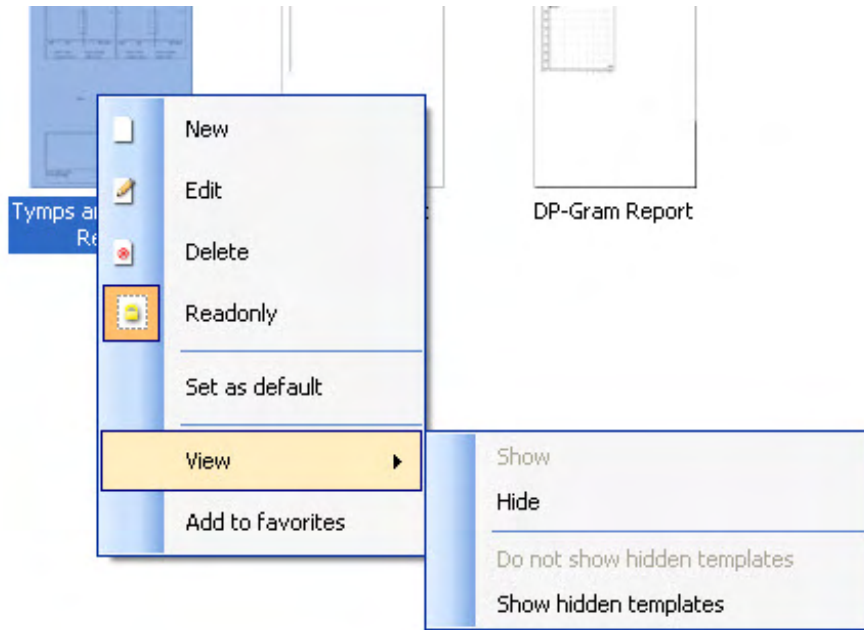 Tymps
DP-Gram Report
New
Edit
Delete
Readonly
Set as default
View
Add to favorites
Show
Hide
Do not show hidden templates
Show hidden templates